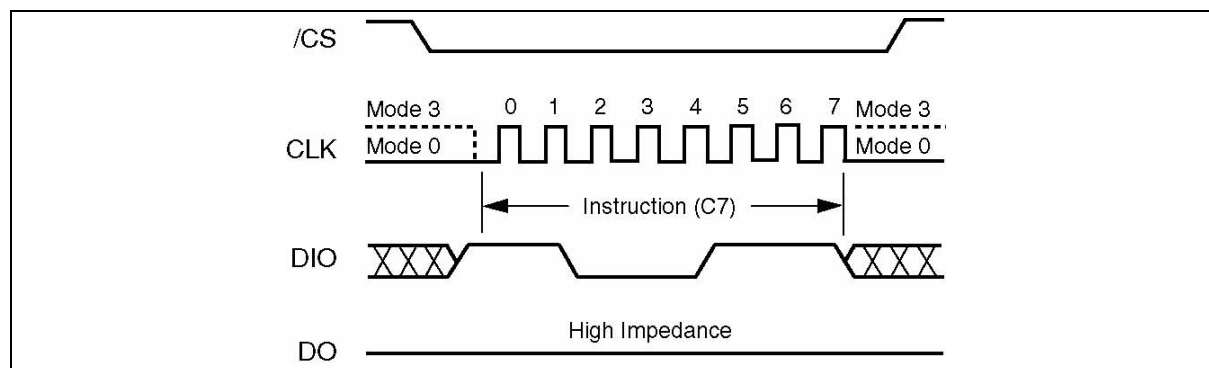 /CS
Mode 3 0 1 2 3 4 5 6 7 Mode 3
CLK Mode 0 Mode 0
Instruction (C7)
DIO
High Impedance
DO